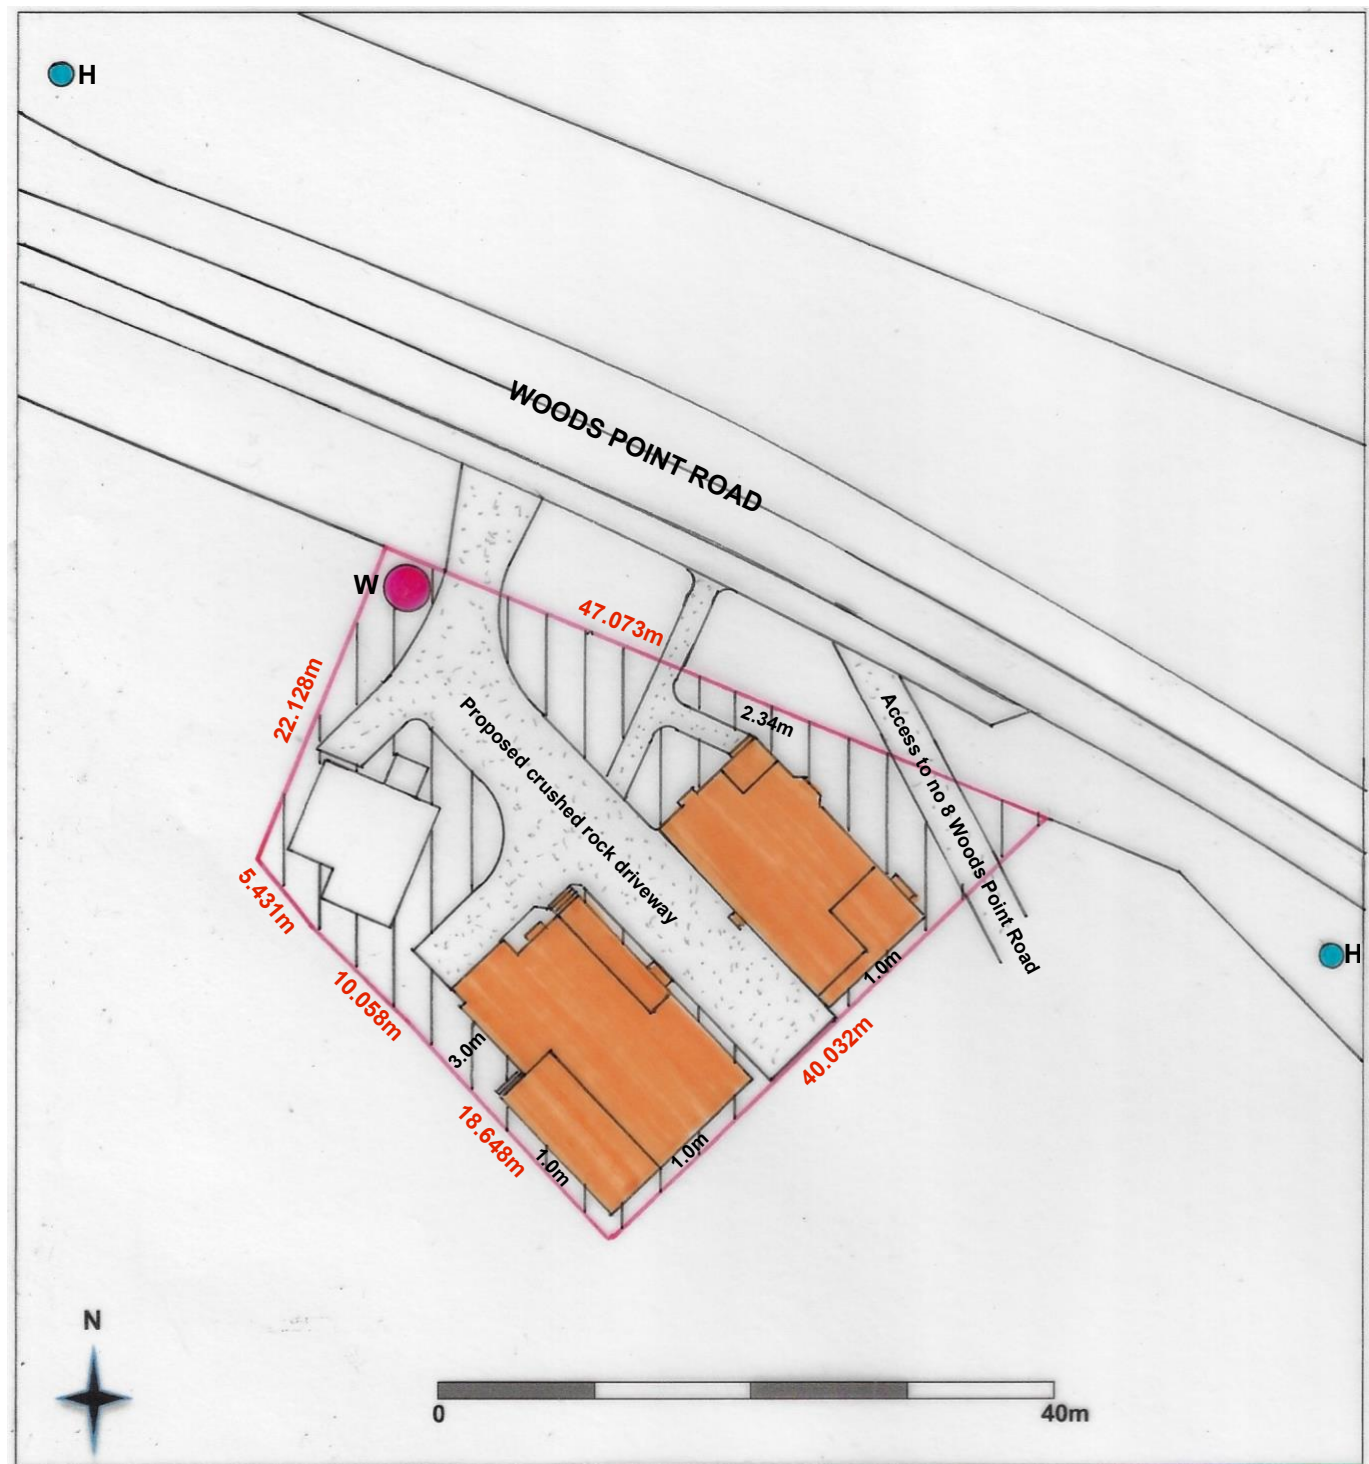 H
WOODS POINT ROAD
W
47.073m
22.128m
Proposed crushed rock driveway
2.34m
Access to no 8 Woods Point Road
5.431m
H
1.0m
10.058m
3.0m
40.032m
18.648m
1.0m
1.0m
N
0
40m